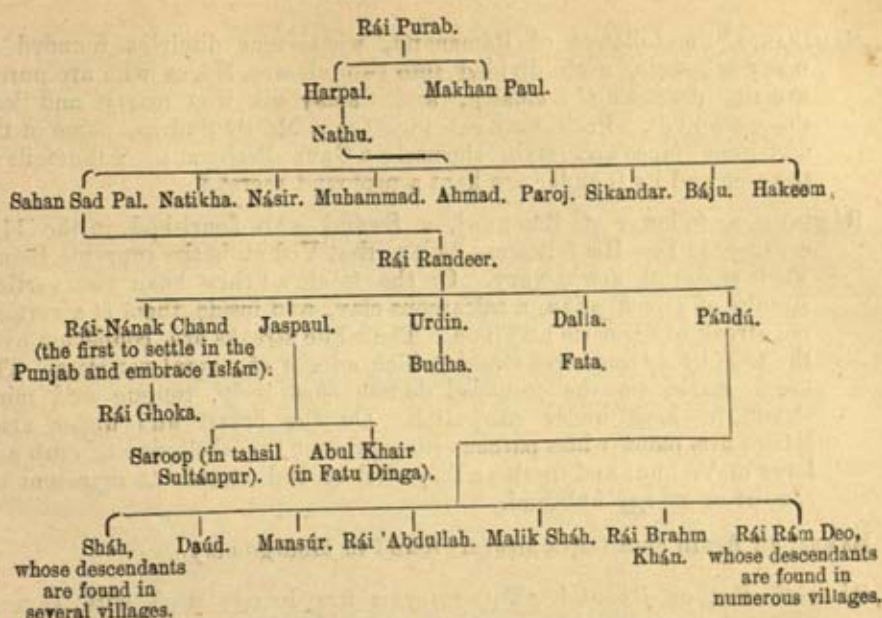 Rái Purab.
Harpal. Makhan Paul.
Nathu.
Sahan Sad Pal. Natikha. Násir. Muhammad. Ahmad. Paroj. Sikandar. Báju. Hakeem.
Rái Randeer.
Rái-Nának Chand Jaspaul. Urdin. Dalla. Pándú.
(the first to settle in the
Punjab and embrace Islám). Budha. Fata.
Rái Ghoka.
Saroop (in tahsil Abul Khair
Sultánpur). (in Fatu Dinga).
Sháh, Daúd. Mansúr. Rái 'Abdullah. Malik Sháh. Rái Brahm Rái Rám Deo,
whose descendants Khán. whose descendants
are found in are found in
several villages. numerous villages.